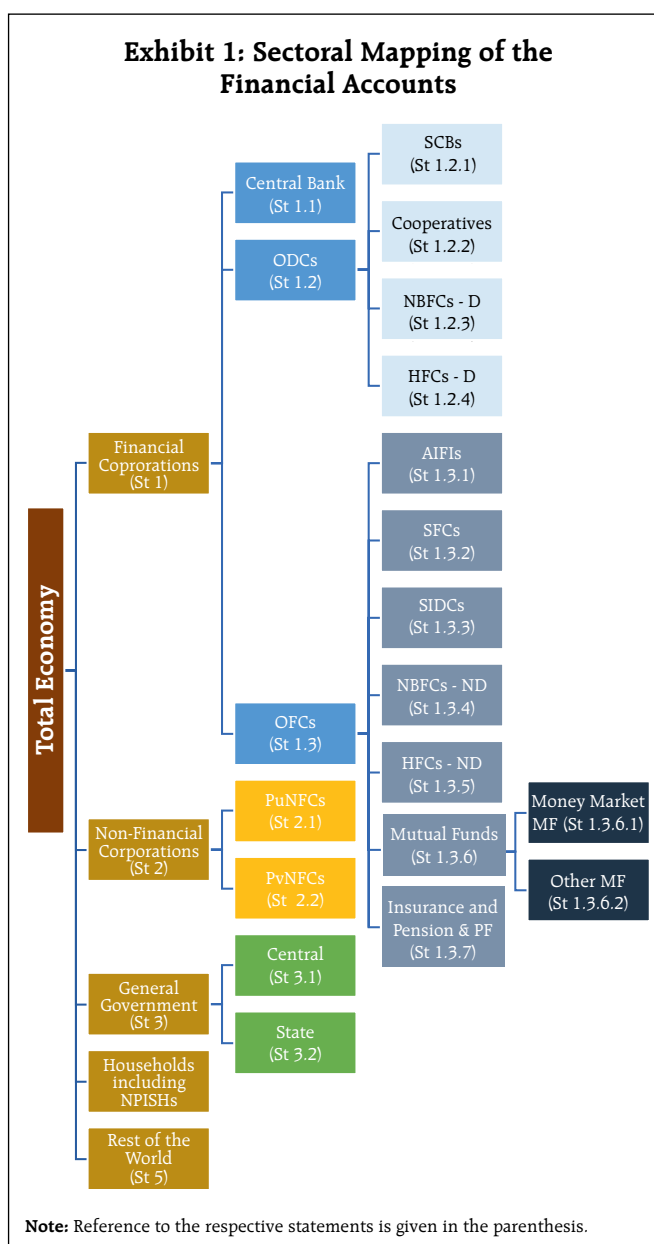 Exhibit 1: Sectoral Mapping of the
Financial Accounts
Total Economy
Financial
Coprorations
(St 1)
Central Bank
(St 1.1)
ODCs
(St 1.2)
SCBs
(St 1.2.1)
Cooperatives
(St 1.2.2)
NBFCs - D
(St 1.2.3)
HFCs - D
(St 1.2.4)
OFCs
(St 1.3)
AIFIs
(St 1.3.1)
SFCs
(St 1.3.2)
SIDCs
(St 1.3.3)
NBFCs - ND
(St 1.3.4)
HFCs - ND
(St 1.3.5)
Mutual Funds
(St 1.3.6)
Money Market
MF (St 1.3.6.1)
Other MF
(St 1.3.6.2)
Insurance and
Pension & PF
(St 1.3.7)
Non-Financial
Corporations
(St 2)
PuNFCs
(St 2.1)
PvNFCs
(St 2.2)
General
Government
(St 3)
Central
(St 3.1)
State
(St 3.2)
Households
including
NPISHs
Rest of the
World
(St 5)
Note: Reference to the respective statements is given in the parenthesis.